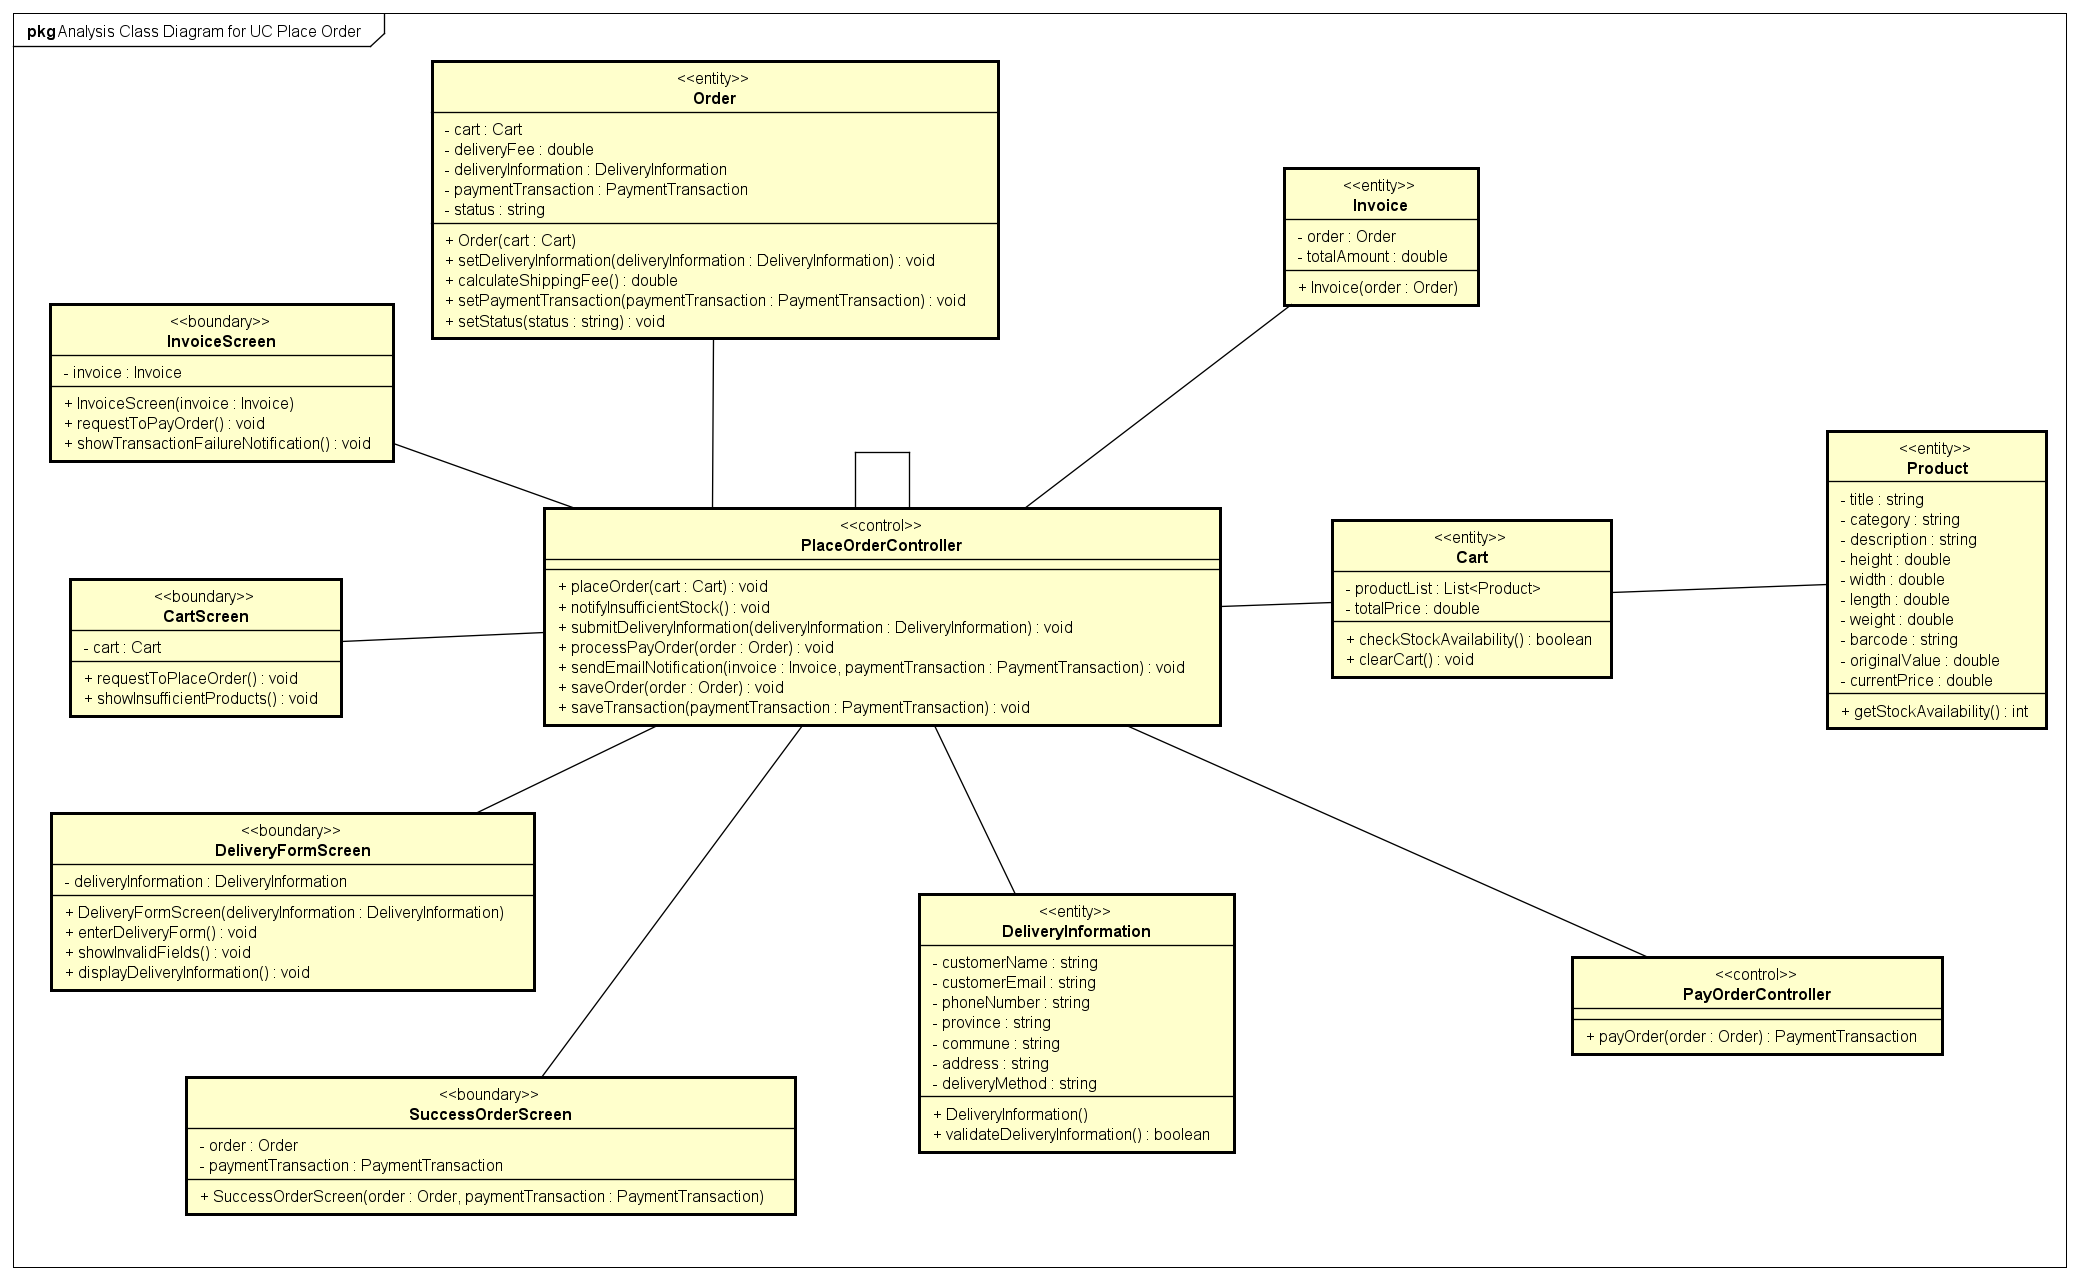 pkg Analysis Class Diagram for UC Place Order
<<entity>>
Order
- cart : Cart
- deliveryFee : double
- deliveryInformation : DeliveryInformation
- paymentTransaction : PaymentTransaction
- status : string
+ Order(cart : Cart)
+ setDeliveryInformation(deliveryInformation : DeliveryInformation) : void
+ calculateShippingFee() : double
+ setPaymentTransaction(paymentTransaction : PaymentTransaction) : void
+ setStatus(status : string) : void
<<entity>>
Invoice
- order : Order
- totalAmount : double
+ Invoice(order : Order)
<<boundary>>
InvoiceScreen
- invoice : Invoice
+ InvoiceScreen(invoice : Invoice)
+ requestToPayOrder() : void
+ showTransactionFailureNotification() : void
<<entity>>
Product
- title : string
- category : string
- description : string
- height : double
- width : double
- length : double
- weight : double
- barcode : string
- originalValue : double
- currentPrice : double
+ getStockAvailability() : int
<<control>>
PlaceOrderController
+ placeOrder(cart : Cart) : void
+ notifyInsufficientStock() : void
+ submitDeliveryInformation(deliveryInformation : DeliveryInformation) : void
+ processPayOrder(order : Order) : void
+ sendEmailNotification(invoice : Invoice, paymentTransaction : PaymentTransaction) : void
+ saveOrder(order : Order) : void
+ saveTransaction(paymentTransaction : PaymentTransaction) : void
<<entity>>
Cart
- productList : List<Product>
- totalPrice : double
+ checkStockAvailability() : boolean
+ clearCart() : void
<<boundary>>
CartScreen
- cart : Cart
+ requestToPlaceOrder() : void
+ showInsufficientProducts() : void
<<boundary>>
DeliveryFormScreen
- deliveryInformation : DeliveryInformation
+ DeliveryFormScreen(deliveryInformation : DeliveryInformation)
+ enterDeliveryForm() : void
+ showInvalidFields() : void
+ displayDeliveryInformation() : void
<<entity>>
DeliveryInformation
- customerName : string
- customerEmail : string
- phoneNumber : string
- province : string
- commune : string
- address : string
- deliveryMethod : string
+ DeliveryInformation()
+ validateDeliveryInformation() : boolean
<<control>>
PayOrderController
+ payOrder(order : Order) : PaymentTransaction
<<boundary>>
SuccessOrderScreen
- order : Order
- paymentTransaction : PaymentTransaction
+ SuccessOrderScreen(order : Order, paymentTransaction : PaymentTransaction)